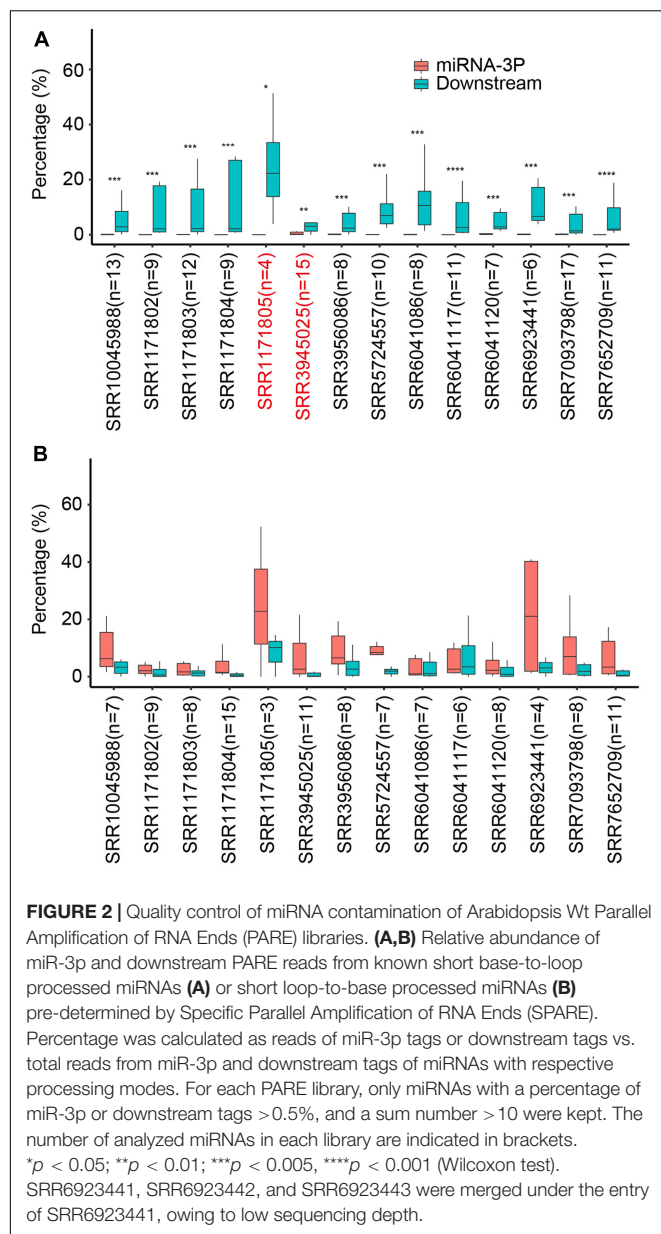 A
miRNA-3P
Downstream
Percentage (%)
60
40
20
0
*** *** *** *** * ** *** *** *** **** *** *** *** ****
SRR10045988(n=13)
SRR1171802(n=9)
SRR1171803(n=12)
SRR1171804(n=9)
SRR1171805(n=4)
SRR3945025(n=15)
SRR3956086(n=8)
SRR5724557(n=10)
SRR6041086(n=8)
SRR6041117(n=11)
SRR6041120(n=7)
SRR6923441(n=6)
SRR7093798(n=17)
SRR7652709(n=11)
B
Percentage (%)
60
40
20
0
SRR10045988(n=7)
SRR1171802(n=9)
SRR1171803(n=8)
SRR1171804(n=15)
SRR1171805(n=3)
SRR3945025(n=11)
SRR3956086(n=8)
SRR5724557(n=7)
SRR6041086(n=7)
SRR6041117(n=6)
SRR6041120(n=8)
SRR6923441(n=4)
SRR7093798(n=8)
SRR7652709(n=11)
FIGURE 2 | Quality control of miRNA contamination of Arabidopsis Wt Parallel
Amplification of RNA Ends (PARE) libraries. (A,B) Relative abundance of
miR-3p and downstream PARE reads from known short base-to-loop
processed miRNAs (A) or short loop-to-base processed miRNAs (B)
pre-determined by Specific Parallel Amplification of RNA Ends (SPARE).
Percentage was calculated as reads of miR-3p tags or downstream tags vs.
total reads from miR-3p and downstream tags of miRNAs with respective
processing modes. For each PARE library, only miRNAs with a percentage of
miR-3p or downstream tags >0.5%, and a sum number >10 were kept. The
number of analyzed miRNAs in each library are indicated in brackets.
*p < 0.05; **p < 0.01; ***p < 0.005, ****p < 0.001 (Wilcoxon test).
SRR6923441, SRR6923442, and SRR6923443 were merged under the entry
of SRR6923441, owing to low sequencing depth.